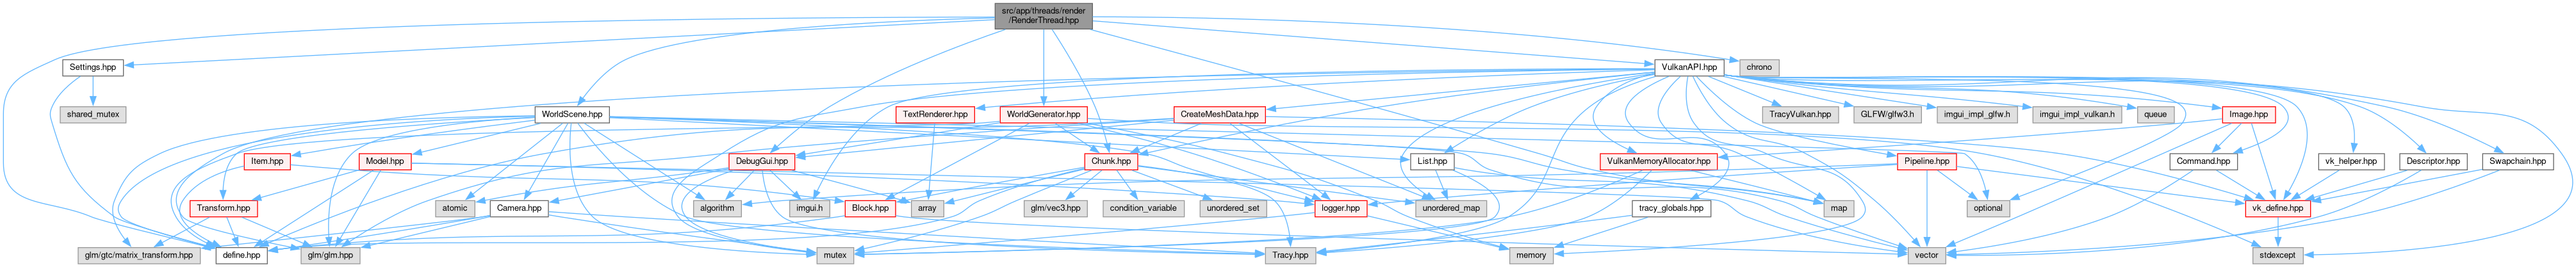 src/app/threads/render
/RenderThread.hpp
Settings.hpp
VulkanAPI.hpp
chrono
shared_mutex
WorldScene.hpp
TextRenderer.hpp
WorldGenerator.hpp
CreateMeshData.hpp
TracyVulkan.hpp
GLFW/glfw3.h
imgui_impl_glfw.h
imgui_impl_vulkan.h
queue
Image.hpp
Item.hpp
Model.hpp
DebugGui.hpp
Chunk.hpp
List.hpp
VulkanMemoryAllocator.hpp
Pipeline.hpp
Command.hpp
vk_helper.hpp
Descriptor.hpp
Swapchain.hpp
Transform.hpp
atomic
Camera.hpp
algorithm
imgui.h
array
Block.hpp
glm/vec3.hpp
condition_variable
unordered_set
logger.hpp
unordered_map
tracy_globals.hpp
map
optional
vk_define.hpp
glm/gtc/matrix_transform.hpp
define.hpp
glm/glm.hpp
mutex
Tracy.hpp
memory
vector
stdexcept